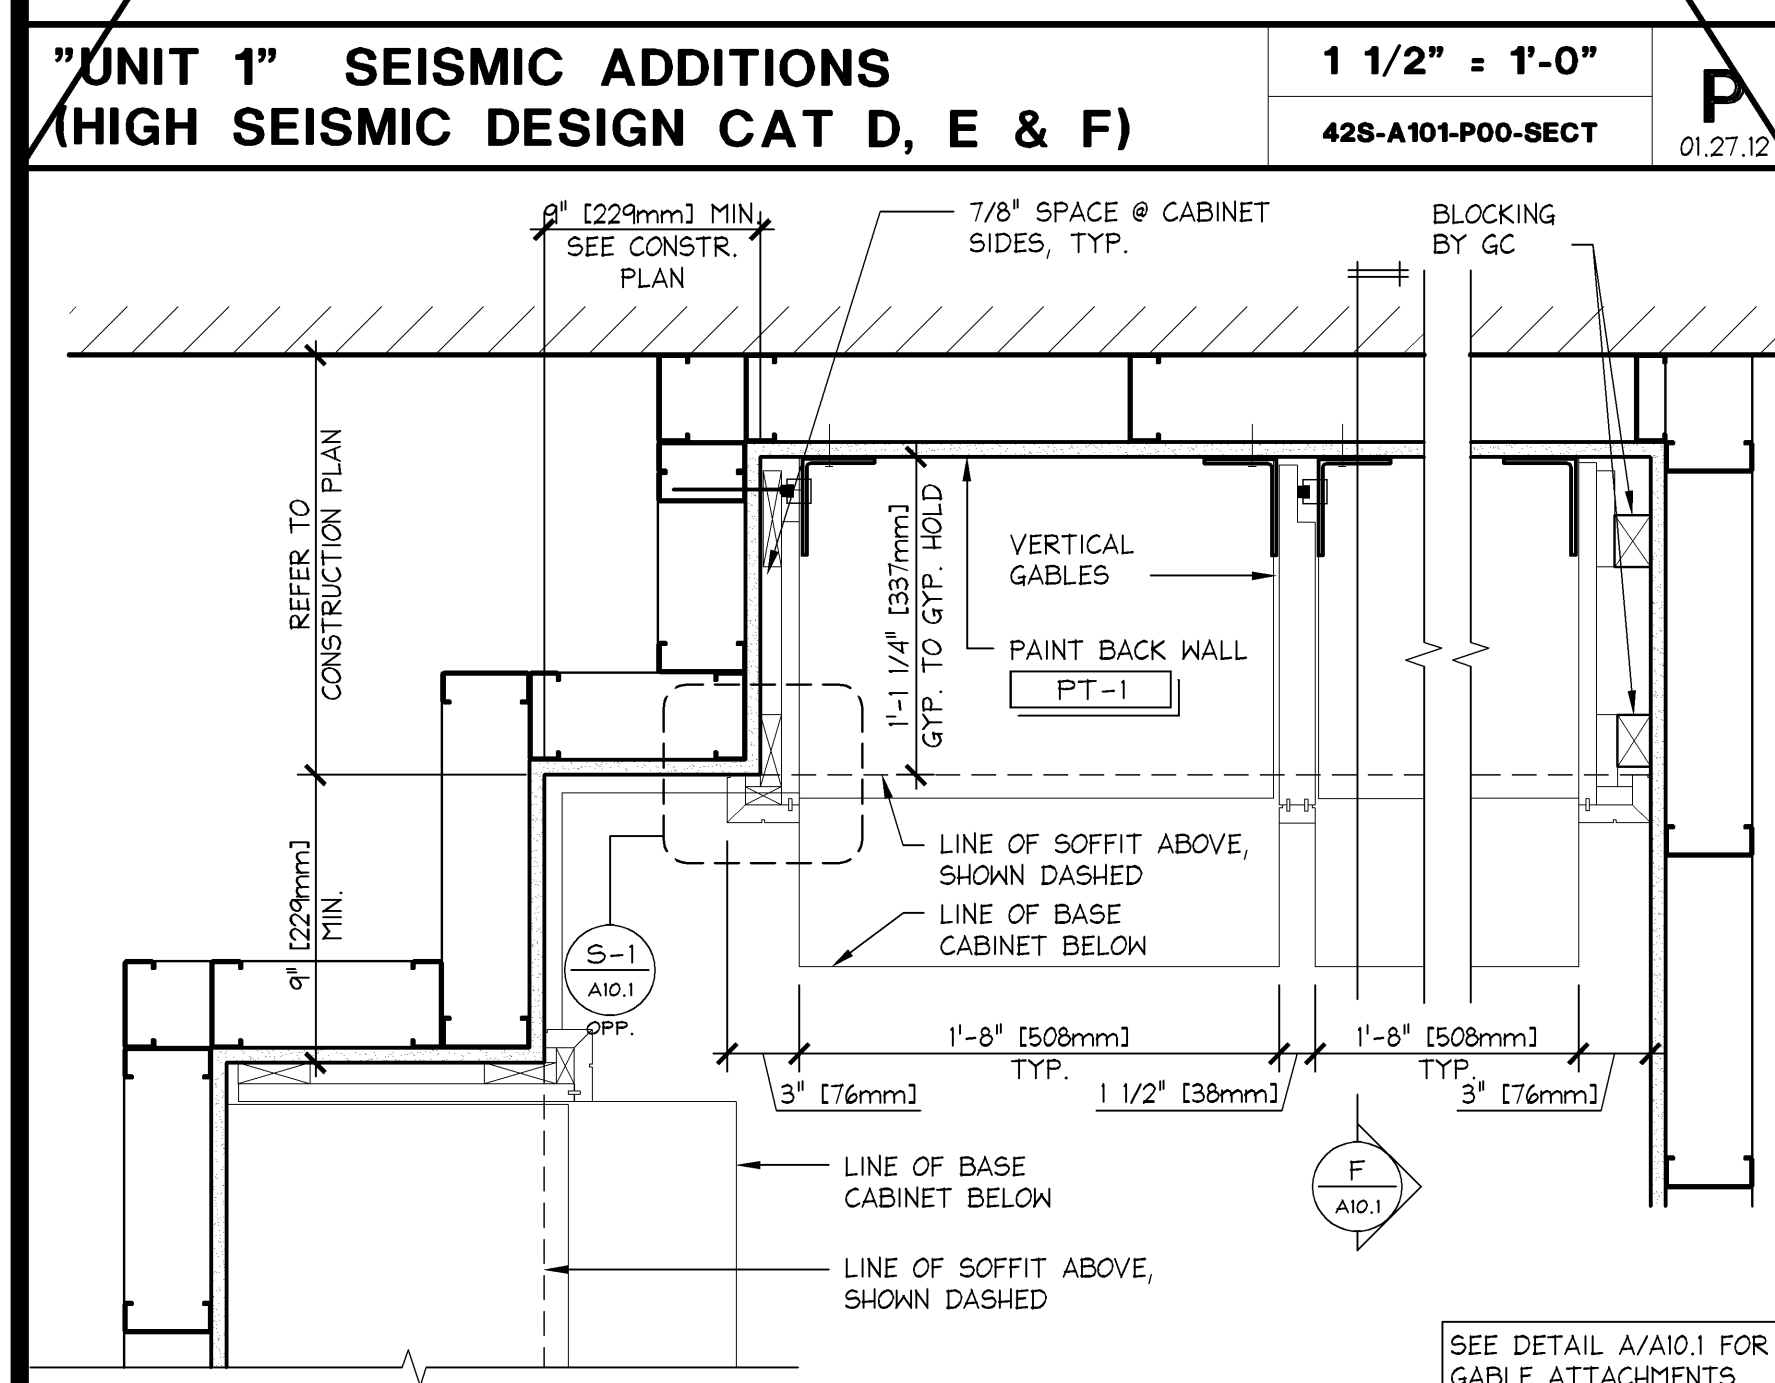 "UNIT 1" SEISMIC ADDITIONS
(HIGH SEISMIC DESIGN CAT D, E & F)
1 1/2" = 1'-0"
42S-A101-P00-SECT
P
01.27.12
9" [229mm] MIN.
SEE CONSTR.
PLAN
7/8" SPACE @ CABINET
SIDES, TYP.
BLOCKING
BY GC
REFER TO
CONSTRUCTION PLAN
1'-1 1/4" [337mm]
GYP. TO GYP. HOLD
VERTICAL
GABLES
PAINT BACK WALL
PT-1
LINE OF SOFFIT ABOVE,
SHOWN DASHED
LINE OF BASE
CABINET BELOW
9" [229mm]
MIN.
S-1
A10.1
OPP.
1'-8" [508mm]
TYP.
1'-8" [508mm]
TYP.
3" [76mm]
1 1/2" [38mm]
3" [76mm]
LINE OF BASE
CABINET BELOW
F
A10.1
LINE OF SOFFIT ABOVE,
SHOWN DASHED
SEE DETAIL A/A10.1 FOR
GABLE ATTACHMENTS